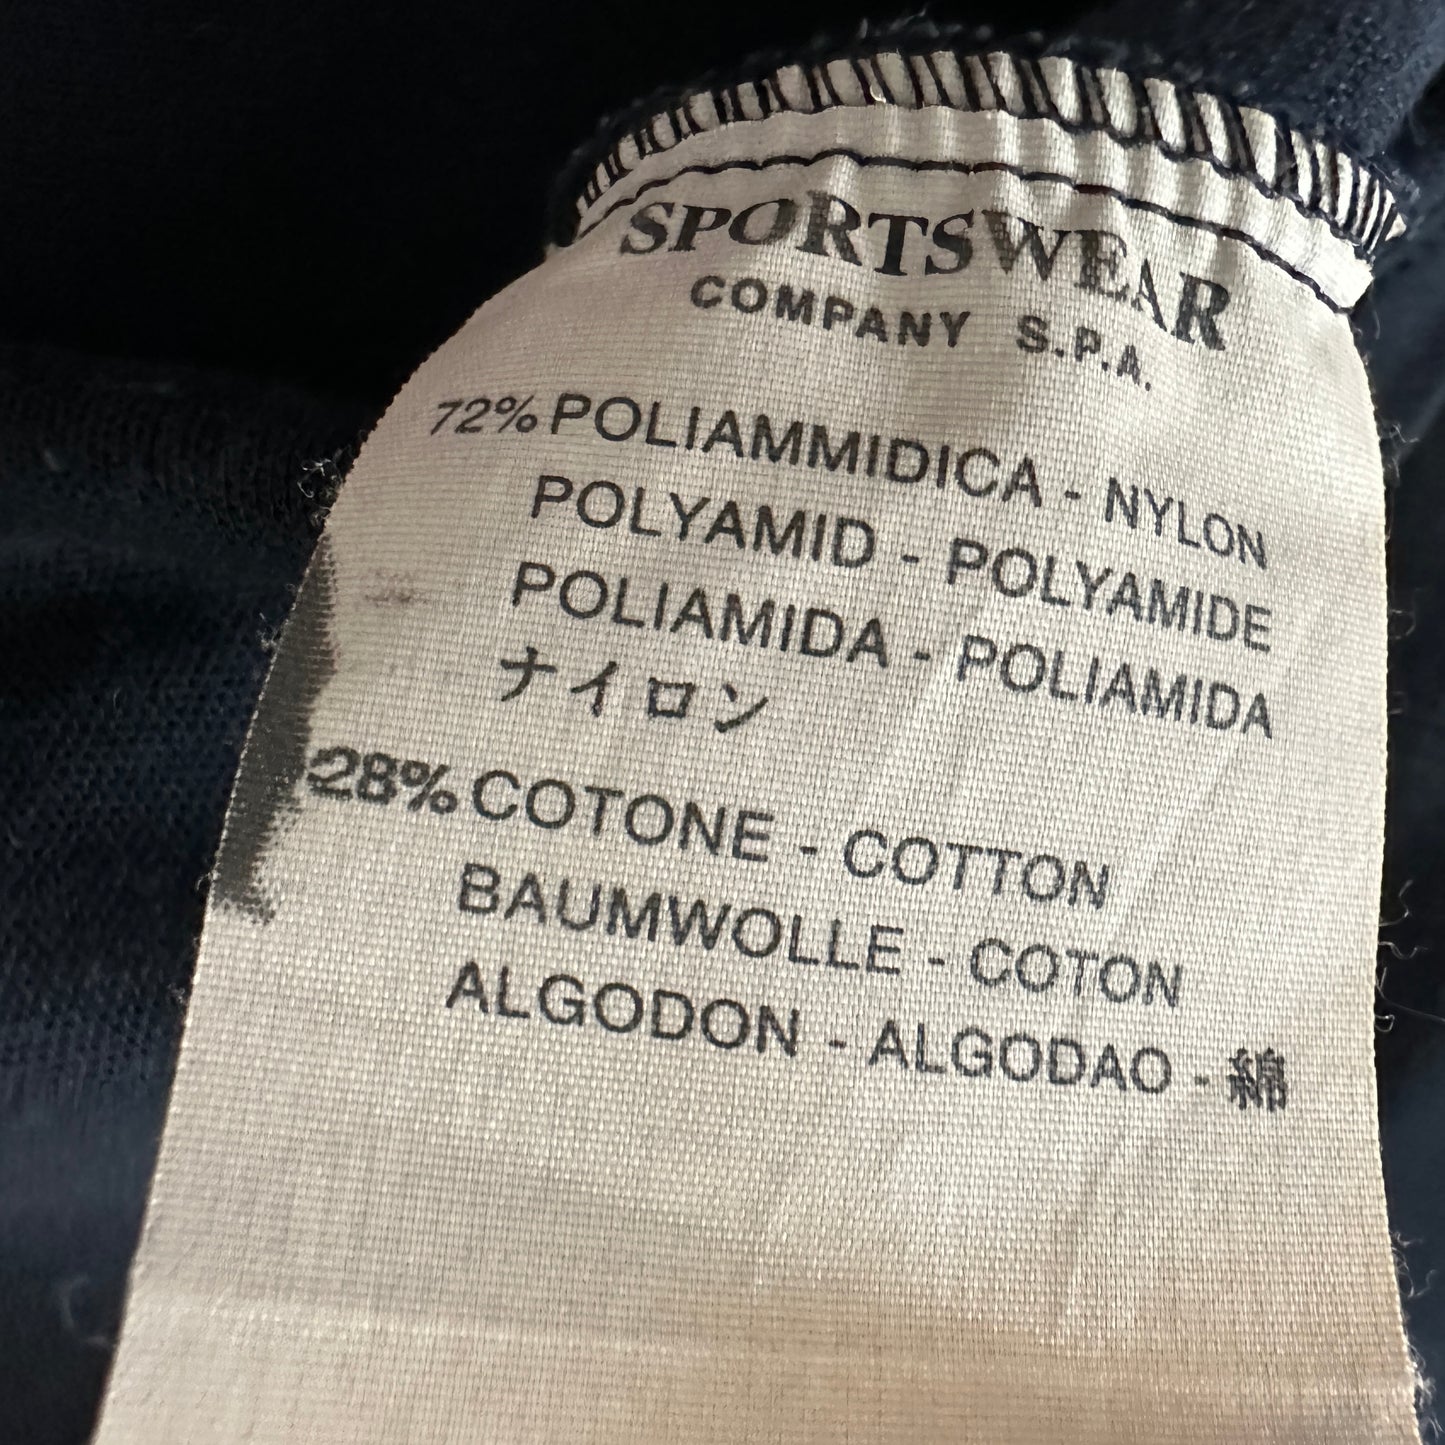 SPORTSWEAR
COMPANY S.P.A.
72% POLIAMMIDICA - NYLON
POLYAMID - POLYAMIDE
POLIAMIDA - POLIAMIDA
ナイロン
28% COTONE - COTTON
BAUMWOLLE - COTON
ALGODON - ALGODAO - 綿